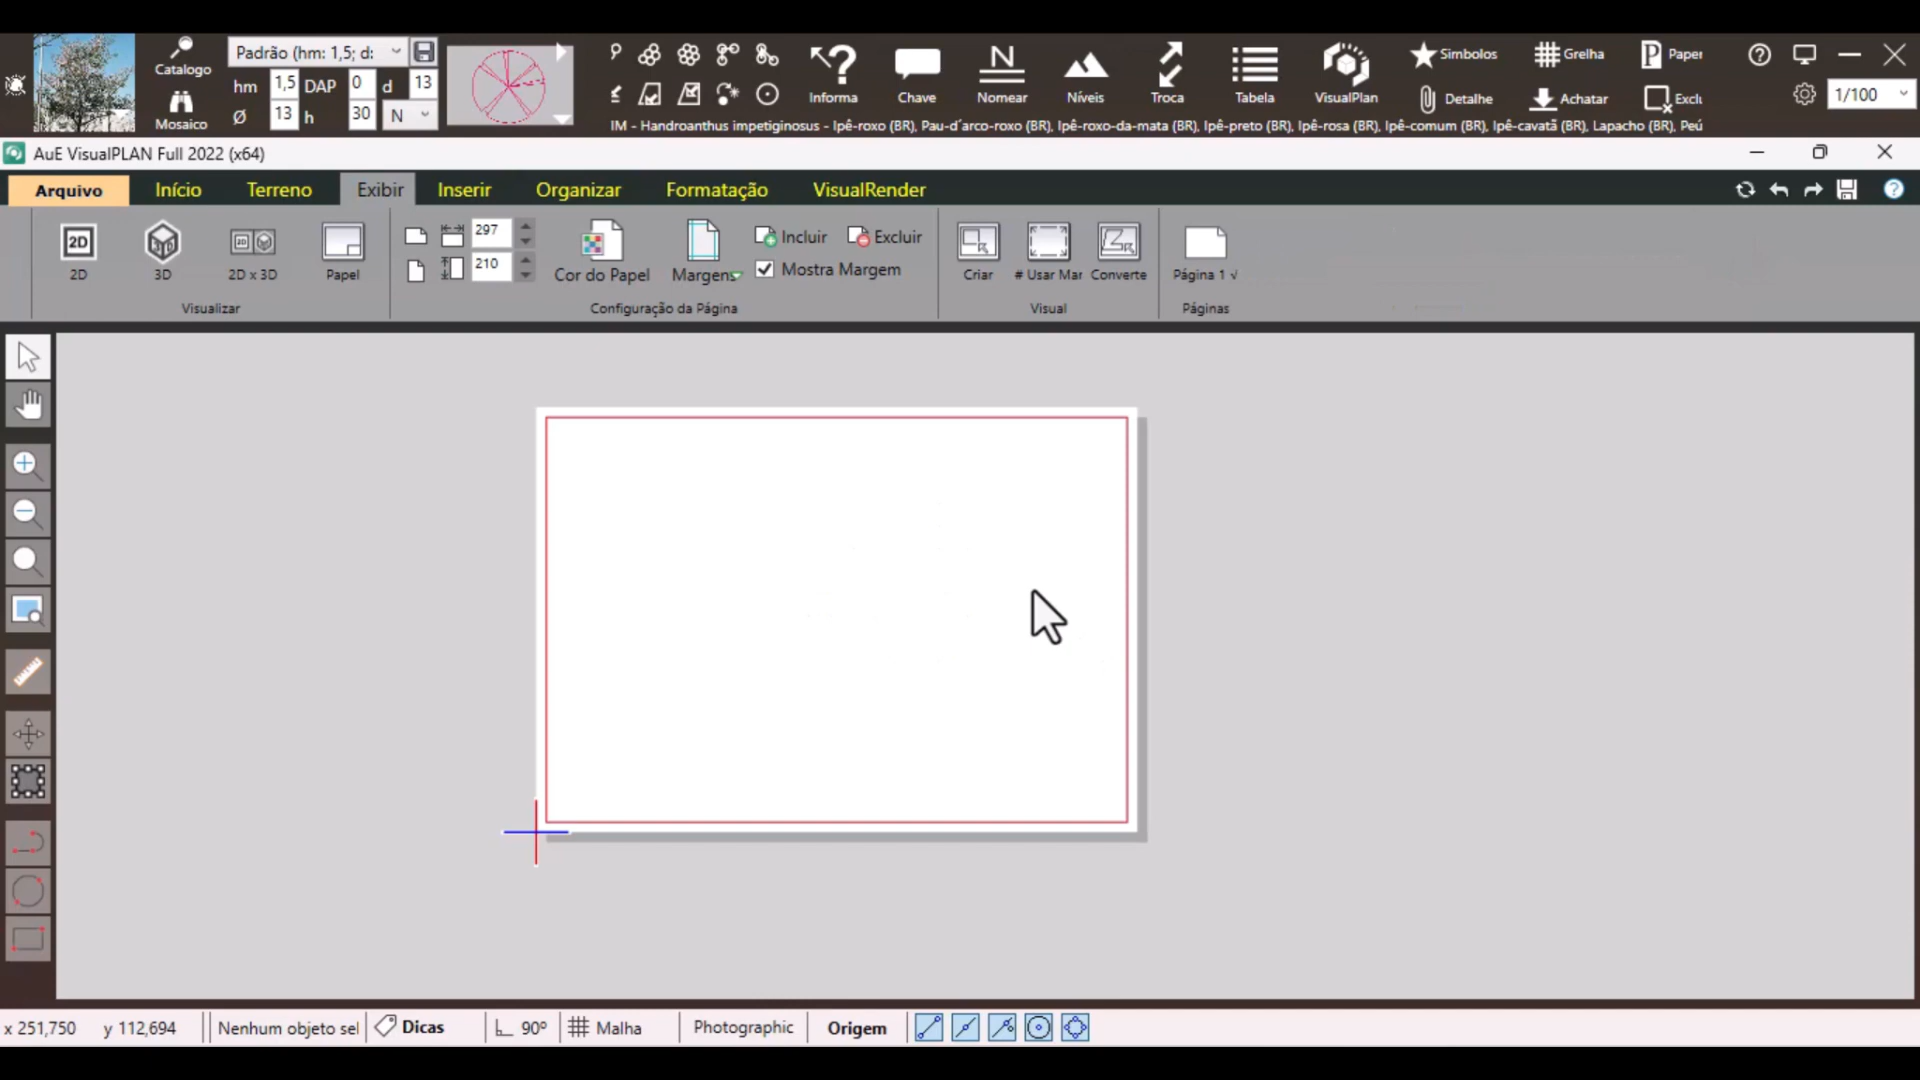 Catalogo
Padrão (hm: 1,5; d:
hm 1,5 DAP 0 d 13
Mosaico
Ø 13 h 30 N
Informa
Chave
Nomear
Níveis
Troca
Tabela
VisualPlan
Simbolos
Grelha
Paper
Detalhe
Achatar
Exclu
1/100
IM - Handroanthus impetiginosus - Ipê-roxo (BR), Pau-d´arco-roxo (BR), Ipê-roxo-da-mata (BR), Ipê-preto (BR), Ipê-rosa (BR), Ipê-comum (BR), Ipê-cavatã (BR), Lapacho (BR), Peú
AuE VisualPLAN Full 2022 (x64)
Arquivo Início Terreno Exibir Inserir Organizar Formatação VisualRender
2D
2D
3D
2D x 3D
Papel
Visualizar
297
210
Cor do Papel
Margens
Incluir
Excluir
Mostra Margem
Configuração da Página
Criar
# Usar Mar
Converte
Visual
Página 1 √
Páginas
x 251,750 y 112,694 Nenhum objeto sel Dicas 90º Malha Photographic Origem